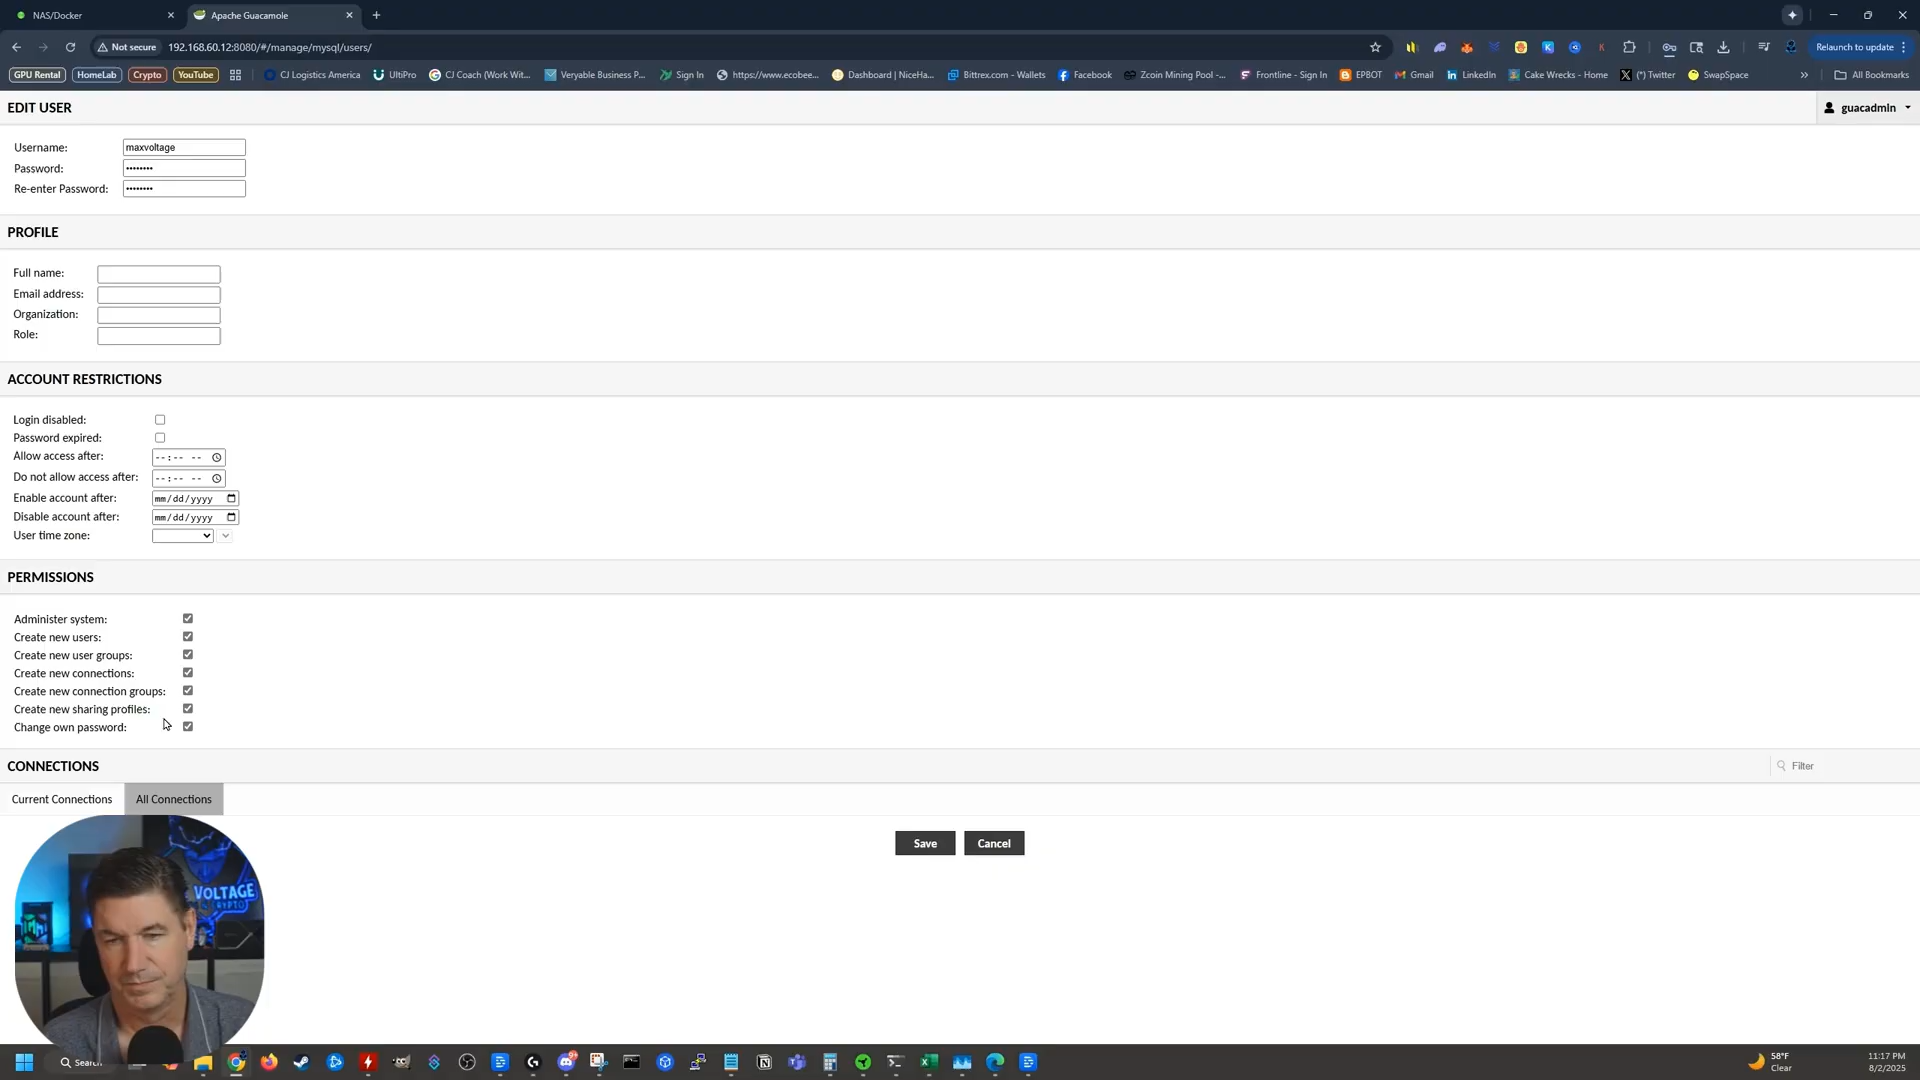 NAS/Docker
Apache Guacamole
Not secure
192.168.60.12:8080/#/manage/mysql/users/
Relaunch to update
GPU Rental
HomeLab
Crypto
YouTube
CJ Logistics America
UltiPro
CJ Coach (Work Wit...
Veryable Business P...
Sign In
https://www.ecobee...
Dashboard | NiceHa...
Bittrex.com - Wallets
Facebook
Zcoin Mining Pool -...
Frontline - Sign In
EPBOT
Gmail
LinkedIn
Cake Wrecks - Home
(*) Twitter
SwapSpace
All Bookmarks
EDIT USER
guacadmin
Username:
maxvoltage
Password:
••••••••
Re-enter Password:
••••••••
PROFILE
Full name:
Email address:
Organization:
Role:
ACCOUNT RESTRICTIONS
Login disabled:
Password expired:
Allow access after:
--:-- --
Do not allow access after:
--:-- --
Enable account after:
mm/dd/yyyy
Disable account after:
mm/dd/yyyy
User time zone:
PERMISSIONS
Administer system:
Create new users:
Create new user groups:
Create new connections:
Create new connection groups:
Create new sharing profiles:
Change own password:
CONNECTIONS
Filter
Current Connections
All Connections
Save
Cancel
VOLTAGE
CRYPTO
Search
58°F
Clear
11:17 PM
8/2/2025